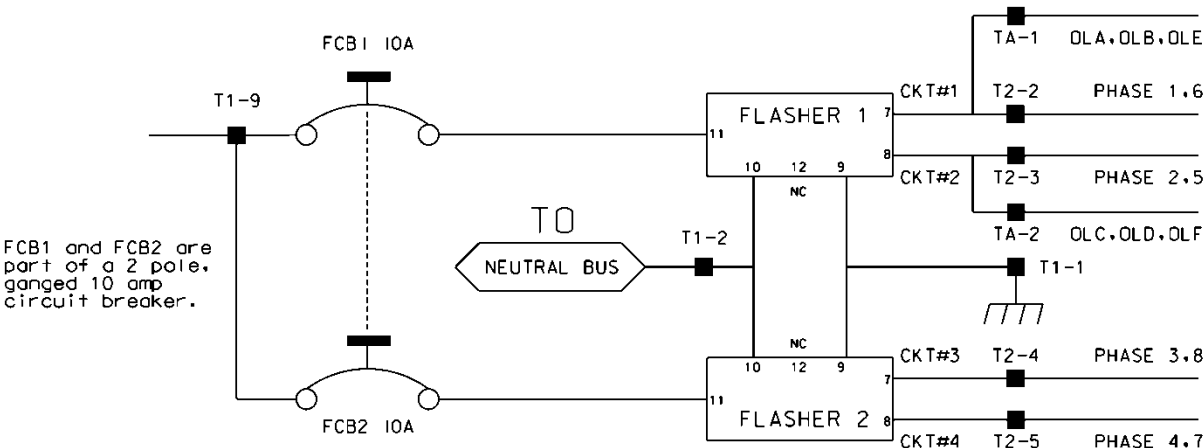 TA-1 OLA,OLB,OLE
FCB1 10A
T1-9
CKT#1 T2-2 PHASE 1,6
FLASHER 1
7
11
8
10 12 9
NC
CKT#2 T2-3 PHASE 2,5
TA-2 OLC,OLD,OLF
TO
NEUTRAL BUS
T1-2
T1-1
FCB1 and FCB2 are
part of a 2 pole,
ganged 10 amp
circuit breaker.
NC
10 12 9
CKT#3 T2-4 PHASE 3,8
7
11
FLASHER 2
8
FCB2 10A
CKT#4 T2-5 PHASE 4,7